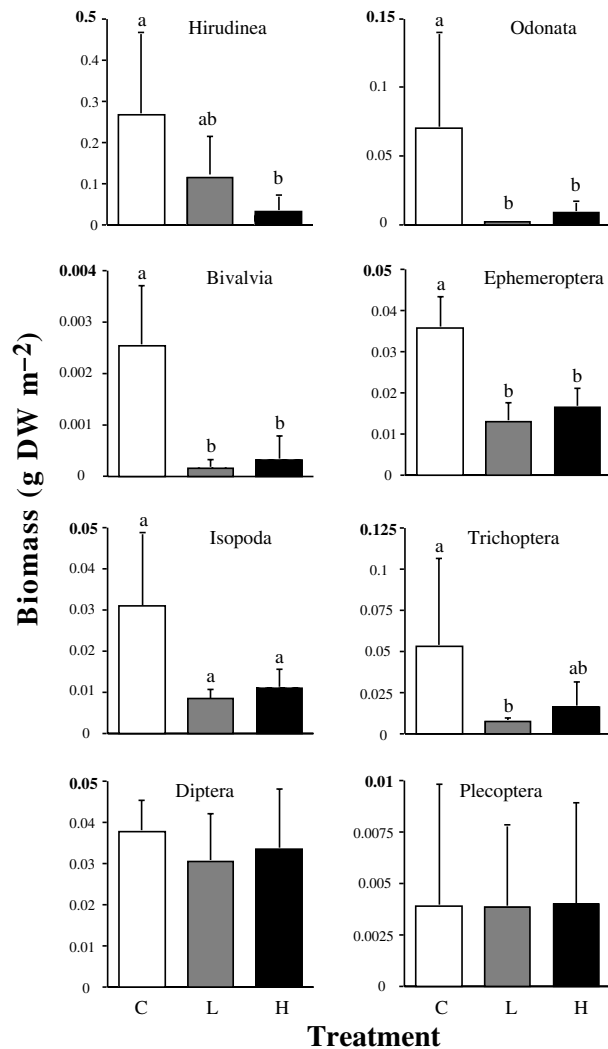 Biomass (g DW m−2)
Hirudinea
0.5
0.4
0.3
0.2
0.1
0
a
ab
b
Odonata
0.15
0.1
0.05
0
a
b
b
Bivalvia
0.004
0.003
0.002
0.001
0
a
b
b
Ephemeroptera
0.05
0.04
0.03
0.02
0.01
0
a
b
b
Isopoda
0.05
0.04
0.03
0.02
0.01
0
a
a
a
Trichoptera
0.125
0.1
0.075
0.05
0.025
0
a
b
ab
Diptera
0.05
0.04
0.03
0.02
0.01
0
C L H
Plecoptera
0.01
0.0075
0.005
0.0025
0
C L H
Treatment